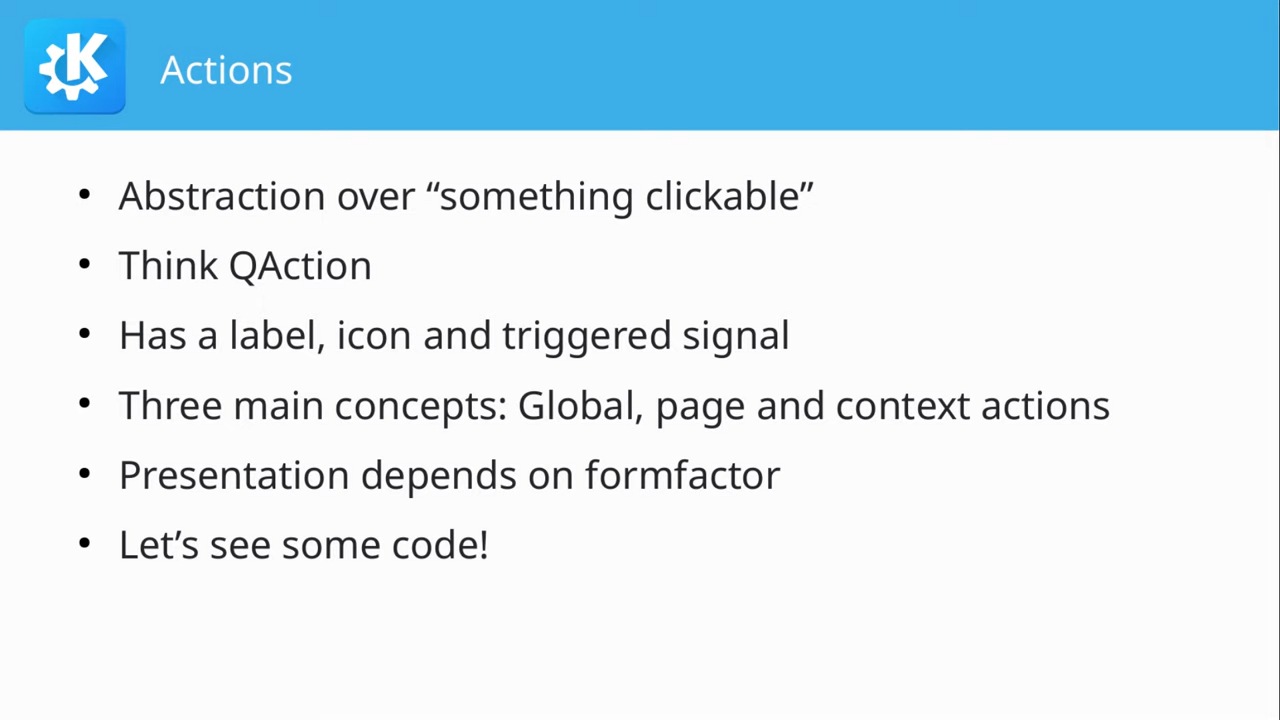 Actions
• Abstraction over “something clickable”
• Think QAction
• Has a label, icon and triggered signal
• Three main concepts: Global, page and context actions
• Presentation depends on formfactor
• Let’s see some code!